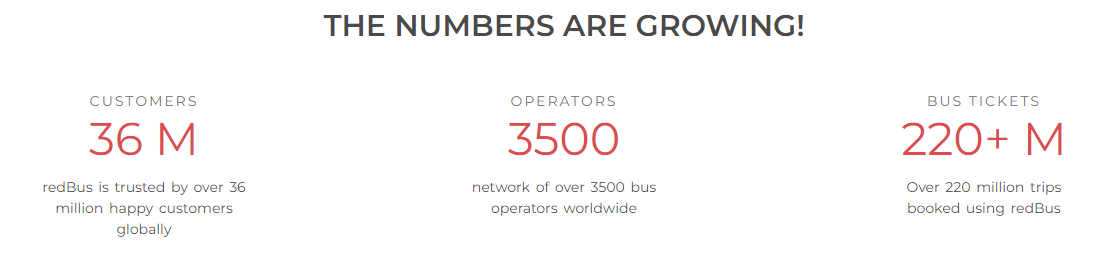 THE NUMBERS ARE GROWING!
CUSTOMERS
36 M
redBus is trusted by over 36
million happy customers
globally
OPERATORS
3500
network of over 3500 bus
operators worldwide
BUS TICKETS
220+ M
Over 220 million trips
booked using redBus